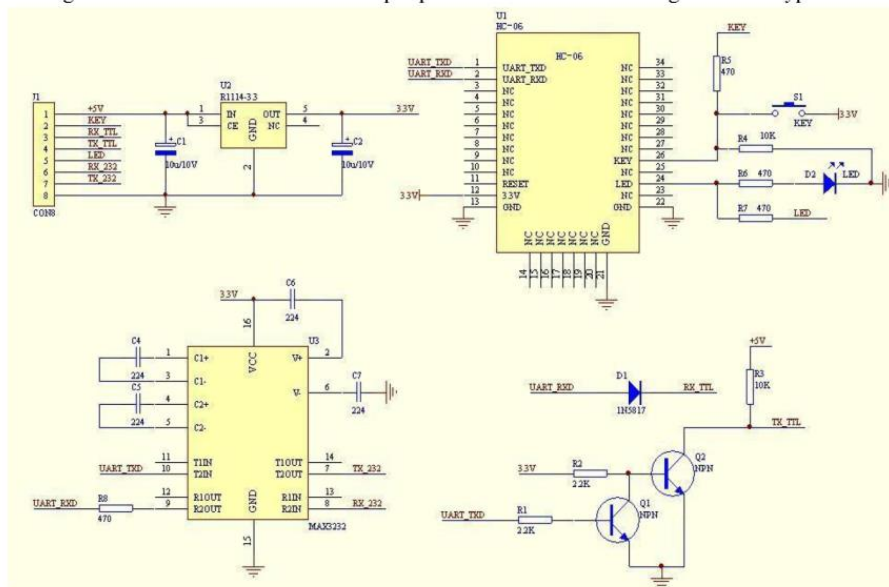 U1
HC-06
HC-06
UART_TXD 1 UART_TXD NC 34
UART_RXD 2 UART_RXD NC 33
3 NC NC 32
4 NC NC 31
5 NC NC 30
6 NC NC 29
7 NC NC 28
8 NC NC 27
9 NC KEY 26
10 NC NC 25
11 RESET LED 24
3.3V 12 3.3V NC 23
13 GND GND 22
NC NC NC NC NC NC NC GND
14 15 16 17 18 19 20 21
KEY
R5
470
S1
KEY
3.3V
R4 10K
R6 470
D2 LED
R7 470 LED
J1
1 +5V
2 KEY
3 RX_TTL
4 TX_TTL
5 LED
6 RX_232
7 TX_232
8
CON8
U2
R1114-33
1 IN OUT 5
3 CE NC 4
GND
2
3.3V
C1
10u/10V
C2
10u/10V
3.3V
C6
224
16
U3
C4
224
C5
224
1 C1+ VCC V+ 2
3 C1-
4 C2+ V- 6
5 C2-
C7
224
11 T1IN T1OUT 14
UART_TXD 10 T2IN T2OUT 7 TX_232
12 R1OUT R1IN 13
UART_RXD R8 9 R2OUT R2IN 8 RX_232
470
GND
15
MAX3232
+5V
R3
10K
D1
UART_RXD RX_TTL
1N5817
TX_TTL
Q2
NPN
3.3V R2
2.2K
Q1
NPN
UART_TXD R1
2.2K